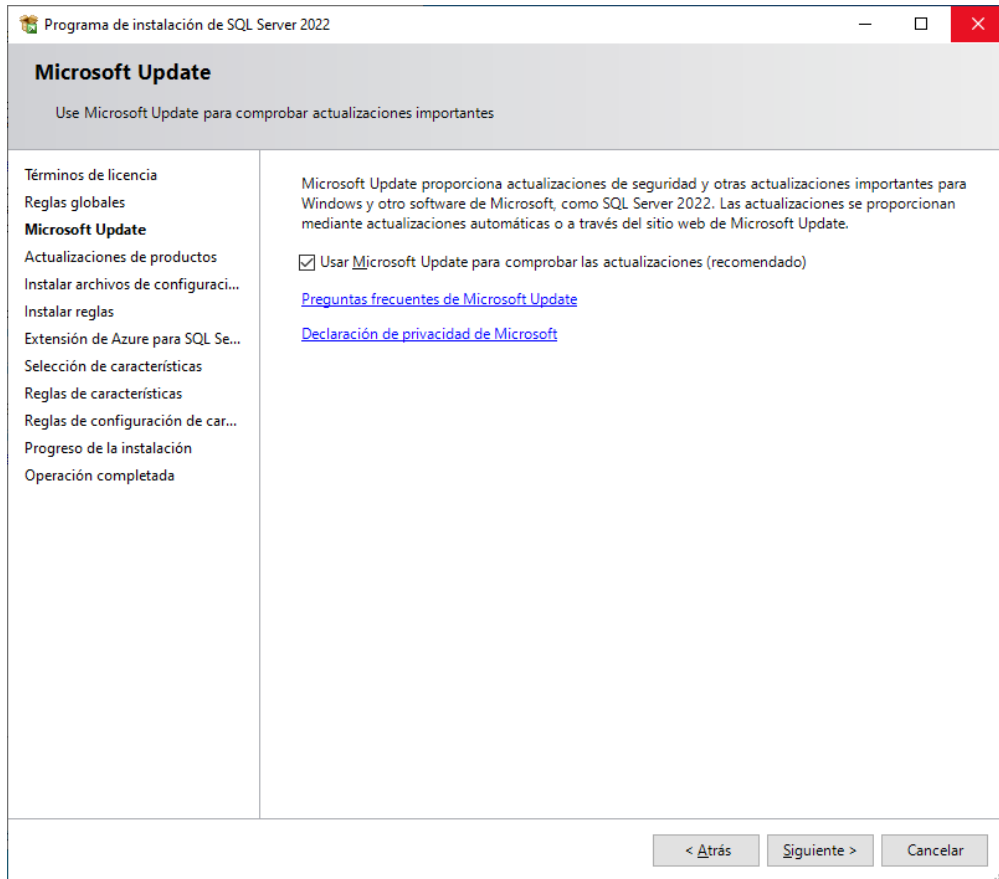 Programa de instalación de SQL Server 2022
Microsoft Update
Use Microsoft Update para comprobar actualizaciones importantes
Términos de licencia
Reglas globales
Microsoft Update
Actualizaciones de productos
Instalar archivos de configuraci...
Instalar reglas
Extensión de Azure para SQL Se...
Selección de características
Reglas de características
Reglas de configuración de car...
Progreso de la instalación
Operación completada
Microsoft Update proporciona actualizaciones de seguridad y otras actualizaciones importantes para
Windows y otro software de Microsoft, como SQL Server 2022. Las actualizaciones se proporcionan
mediante actualizaciones automáticas o a través del sitio web de Microsoft Update.
Usar Microsoft Update para comprobar las actualizaciones (recomendado)
Preguntas frecuentes de Microsoft Update
Declaración de privacidad de Microsoft
< Atrás
Siguiente >
Cancelar